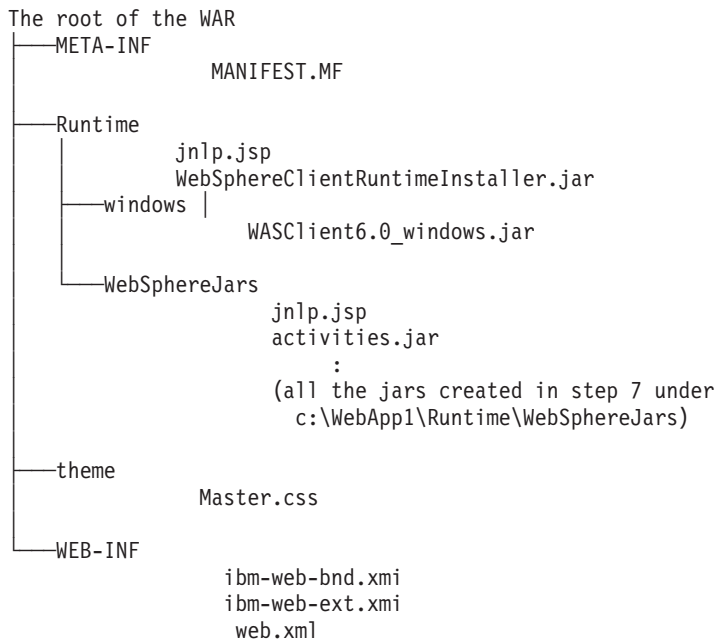 The root of the WAR
META-INF
MANIFEST.MF
Runtime
jnlp.jsp
WebSphereClientRuntimeInstaller.jar
windows
WASClient6.0_windows.jar
WebSphereJars
jnlp.jsp
activities.jar
:
(all the jars created in step 7 under
c:\WebApp1\Runtime\WebSphereJars)
theme
Master.css
WEB-INF
ibm-web-bnd.xmi
ibm-web-ext.xmi
web.xml